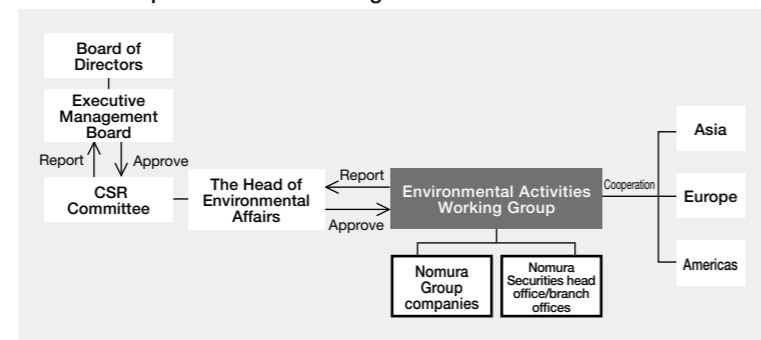 Board of
Directors
Executive
Management
Board
Report
Approve
CSR
Committee
The Head of
Environmental
Affairs
Report
Approve
Environmental Activities
Working Group
Cooperation
Asia
Europe
Americas
Nomura
Group
companies
Nomura
Securities head
office/branch
offices